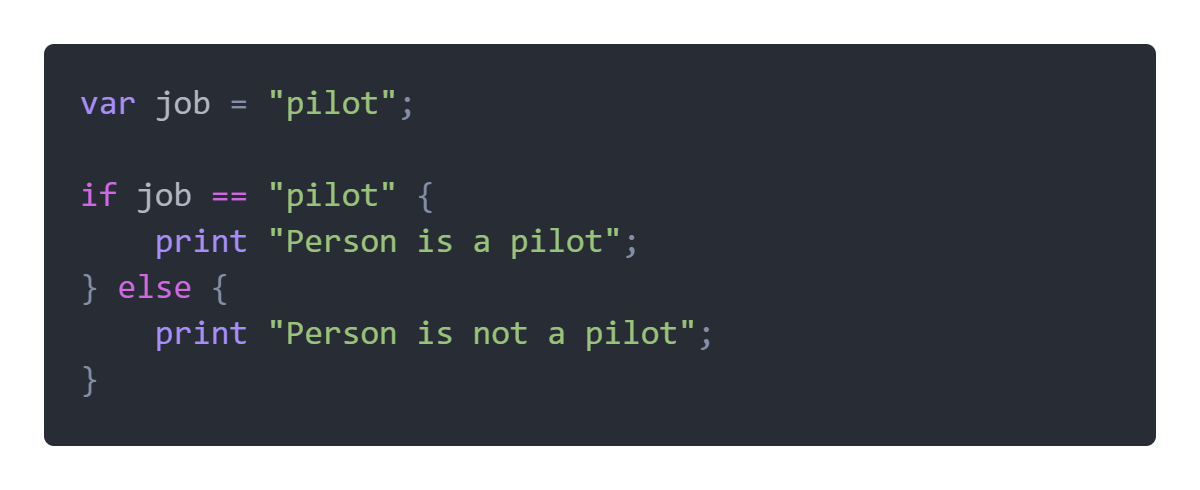 var job = "pilot";
if job == "pilot" {
    print "Person is a pilot";
} else {
    print "Person is not a pilot";
}